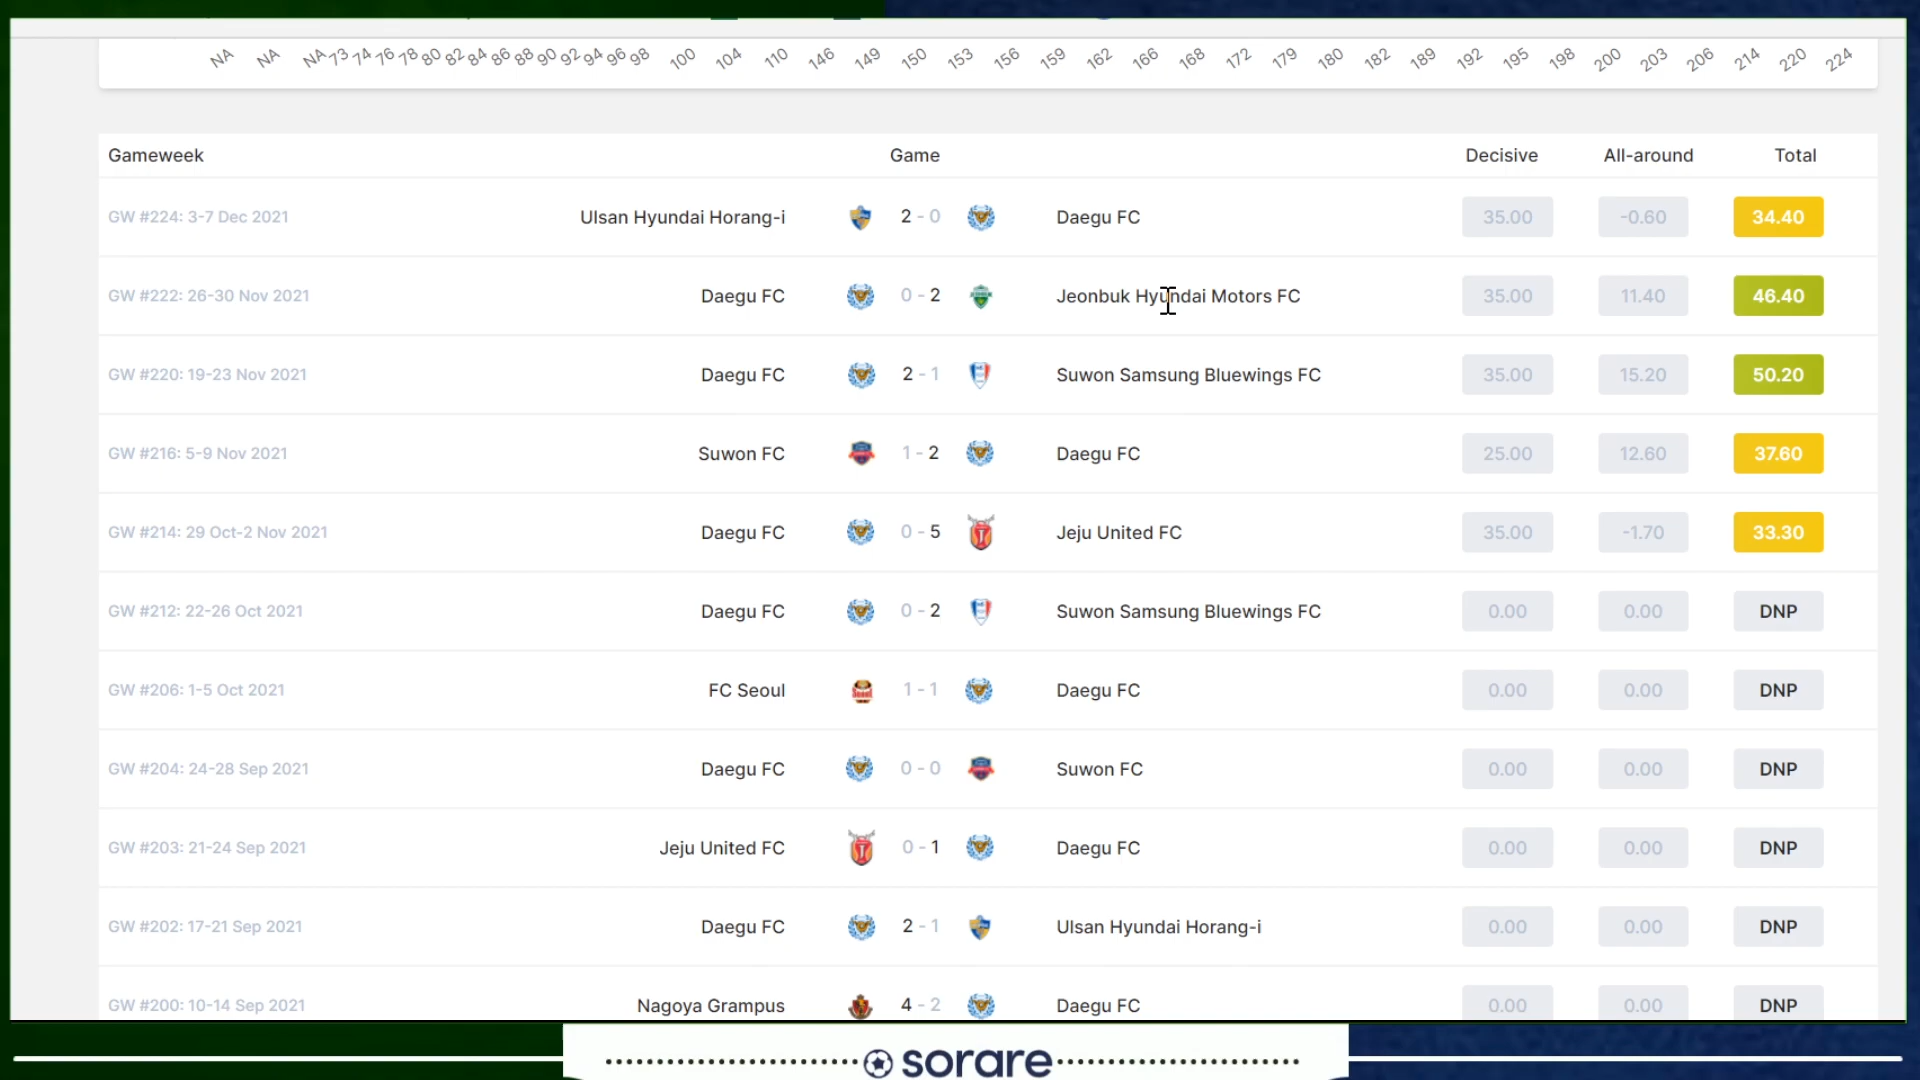 NA NA NA 73 74 76 78 80 82 84 86 88 90 92 94 96 98 100 104 110 146 149 150 153 156 159 162 166 168 172 179 180 182 189 192 195 198 200 203 206 214 220 224
Gameweek Game Decisive All-around Total
GW #224: 3-7 Dec 2021 Ulsan Hyundai Horang-i 2 - 0 Daegu FC 35.00 -0.60 34.40
GW #222: 26-30 Nov 2021 Daegu FC 0 - 2 Jeonbuk Hyundai Motors FC 35.00 11.40 46.40
GW #220: 19-23 Nov 2021 Daegu FC 2 - 1 Suwon Samsung Bluewings FC 35.00 15.20 50.20
GW #216: 5-9 Nov 2021 Suwon FC 1 - 2 Daegu FC 25.00 12.60 37.60
GW #214: 29 Oct-2 Nov 2021 Daegu FC 0 - 5 Jeju United FC 35.00 -1.70 33.30
GW #212: 22-26 Oct 2021 Daegu FC 0 - 2 Suwon Samsung Bluewings FC 0.00 0.00 DNP
GW #206: 1-5 Oct 2021 FC Seoul 1 - 1 Daegu FC 0.00 0.00 DNP
GW #204: 24-28 Sep 2021 Daegu FC 0 - 0 Suwon FC 0.00 0.00 DNP
GW #203: 21-24 Sep 2021 Jeju United FC 0 - 1 Daegu FC 0.00 0.00 DNP
GW #202: 17-21 Sep 2021 Daegu FC 2 - 1 Ulsan Hyundai Horang-i 0.00 0.00 DNP
GW #200: 10-14 Sep 2021 Nagoya Grampus 4 - 2 Daegu FC 0.00 0.00 DNP
sorare